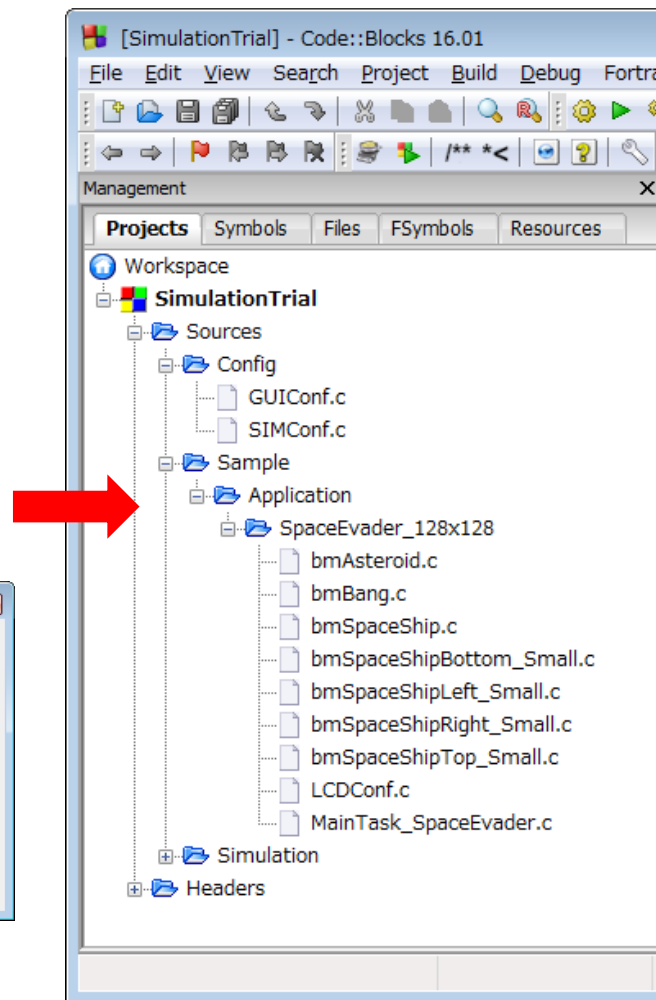 [SimulationTrial] - Code::Blocks 16.01
File Edit View Search Project Build Debug Fortra
/** *<
Management X
Projects Symbols Files FSymbols Resources
Workspace
SimulationTrial
Sources
Config
GUIConf.c
SIMConf.c
Sample
Application
SpaceEvader_128x128
bmAsteroid.c
bmBang.c
bmSpaceShip.c
bmSpaceShipBottom_Small.c
bmSpaceShipLeft_Small.c
bmSpaceShipRight_Small.c
bmSpaceShipTop_Small.c
LCDConf.c
MainTask_SpaceEvader.c
Simulation
Headers